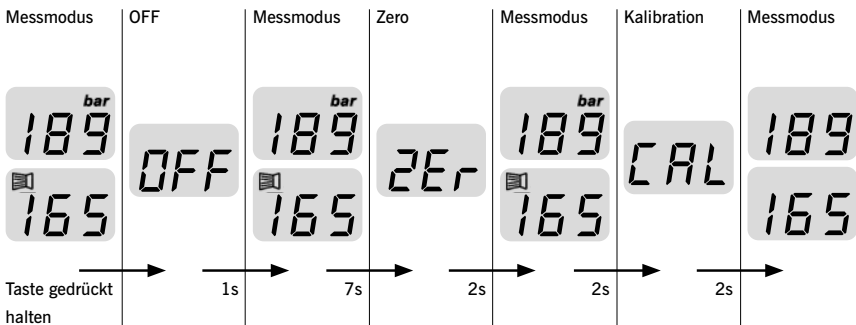 Messmodus OFF Messmodus Zero Messmodus Kalibration Messmodus
bar bar bar
189 189 189 189
OFF 2Er CAL
165 165 165 165
Taste gedrückt 1s 7s 2s 2s 2s
halten